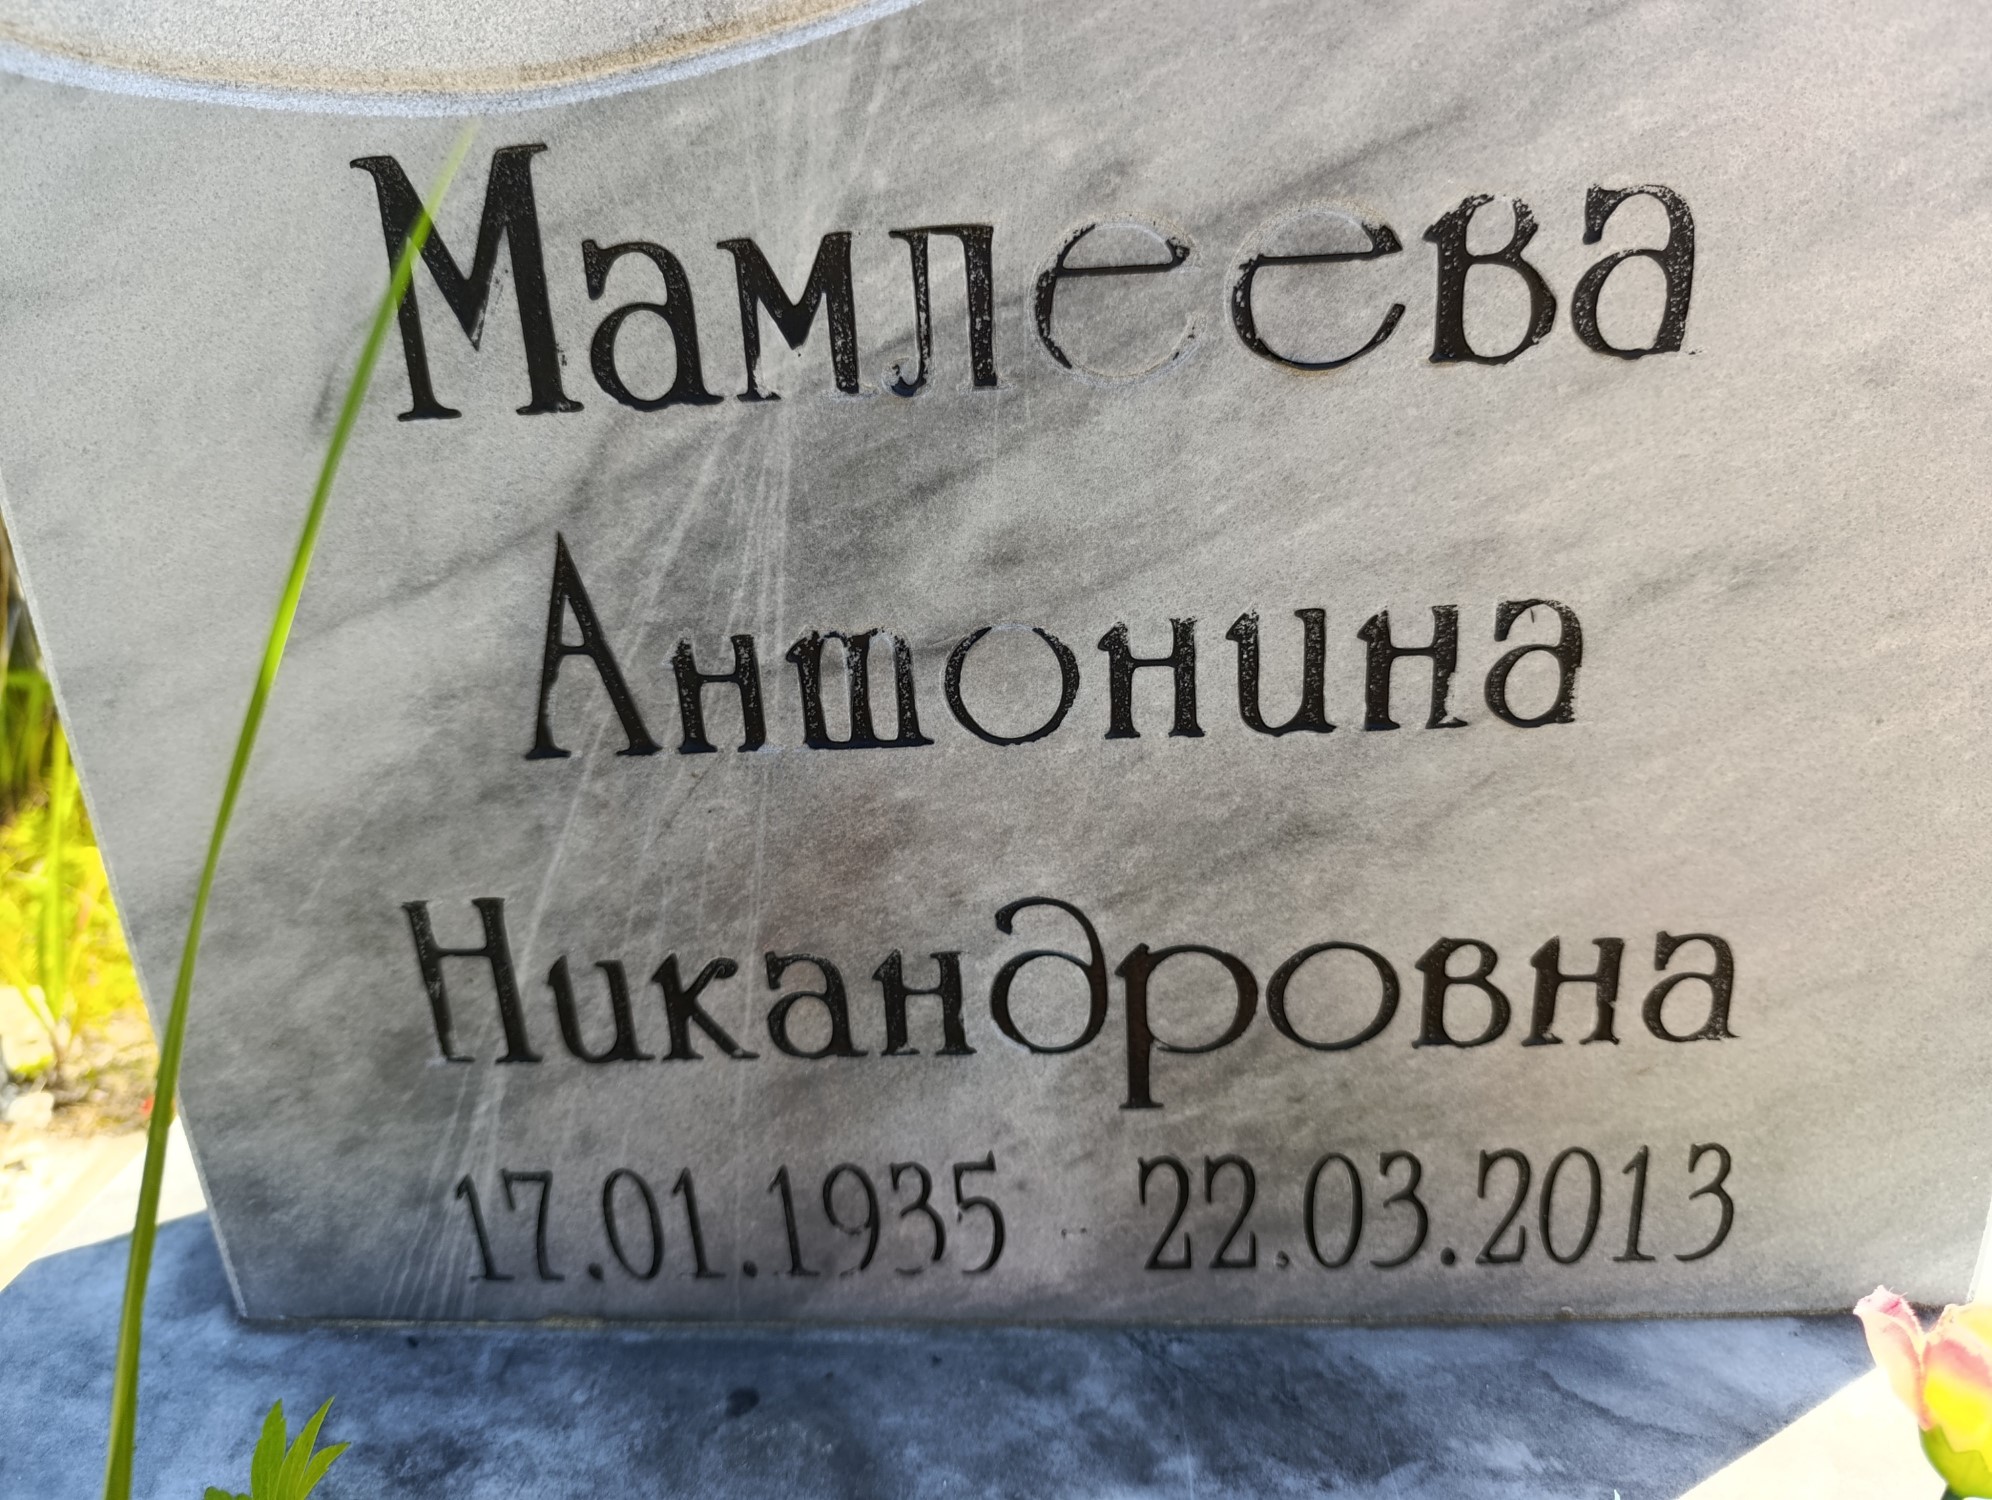 Мамлеева
Антонина
Никандровна
17.01.1935 - 22.03.2013